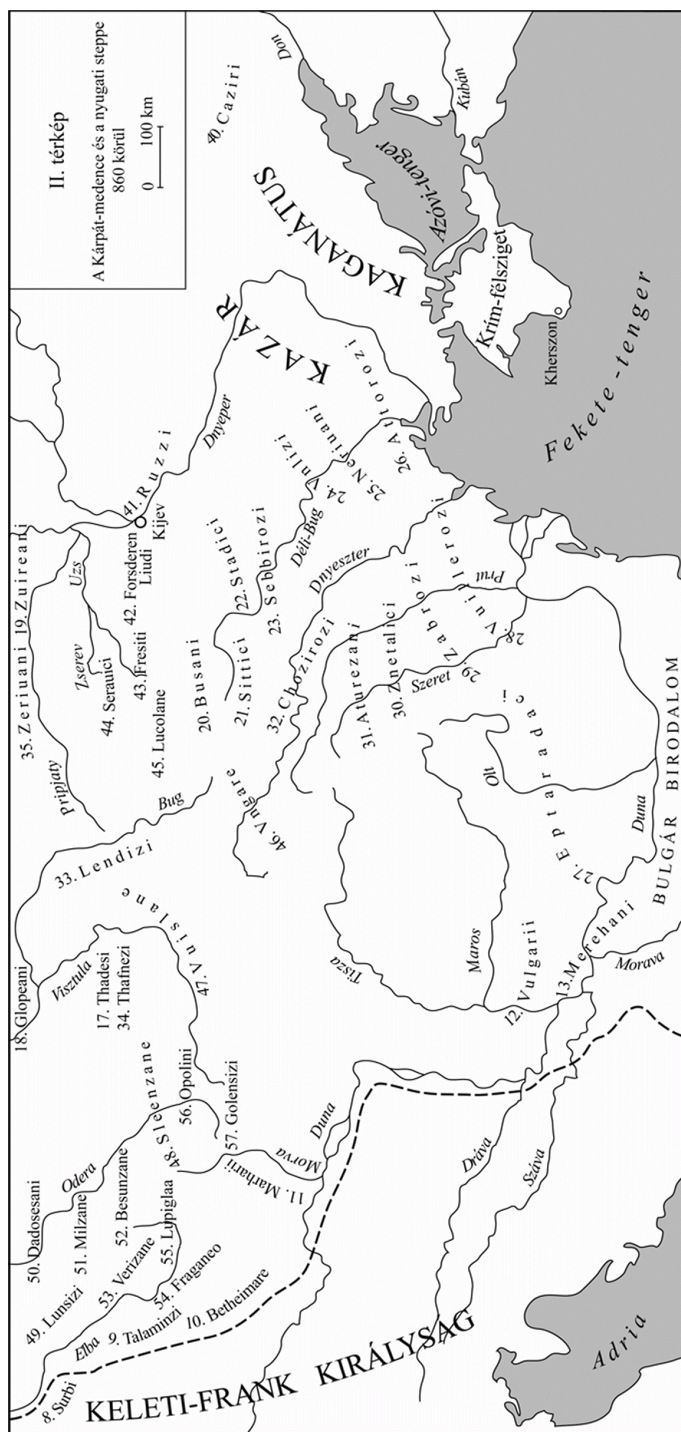 II. térkép
A Kárpát-medence és a nyugati steppe
860 körül
0 100 km
KELETI-FRANK KIRÁLYSÁG
KAZÁR KAGANÁTUS
BULGÁR BIRODALOM
8. Surbi
9. Talaminzi
10. Betheimare
11. Marharii
12. Vulgarii
13. Merehani
17. Thadesi
34. Thafnezi
18. Glopeani
35. Zeriuani
19. Zuireani
20. Busani
21. Sittici
22. Stadici
23. Sebbirozi
24. Vnlizi
25. Neriuani
26. Attorozi
27. Eptaradaci
28. Vuillerozi
29. Zabrozi
30. Znetalici
31. Aturezani
32. Chozirozi
33. Lendizi
40. Caziri
41. Ruzzi
42. Forsderen
Liudi
43. Fresiti
44. Serauici
45. Lucolane
46. Vngare
47. Vuislane
48. Sleenzane
49. Lunsizi
50. Dadosesani
51. Milzane
52. Besunzane
53. Verizane
54. Fraganeo
55. Lupiglaa
56. Opolini
57. Golensizi
Kijev
Kherszon
Krím-félsziget
Azóvi-tenger
Fekete-tenger
Adria
Don
Kubán
Dnyeper
Déli-Bug
Dnyeszter
Prut
Szeret
Olt
Duna
Morava
Maros
Tisza
Duna
Morva
Dráva
Száva
Elba
Odera
Visztula
Bug
Pripjaty
Uzs
Zserev